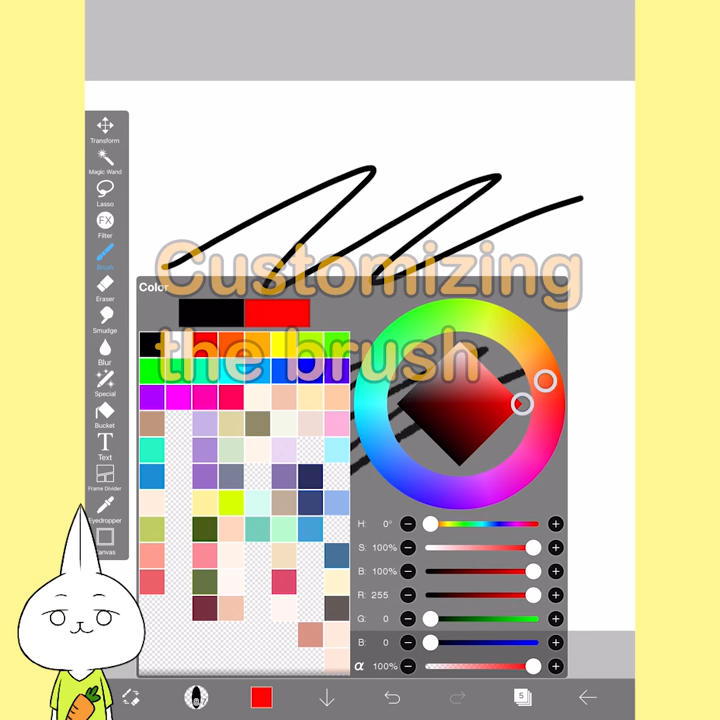 Transform
Magic Wand
Lasso
FX
Filter
Brush
Eraser
Smudge
Blur
Special
Bucket
T
Text
Frame Divider
Eyedropper
Canvas
Customizing
the brush
Color
H: 0°
S: 100%
B: 100%
R: 255
G: 0
B: 0
α 100%
5